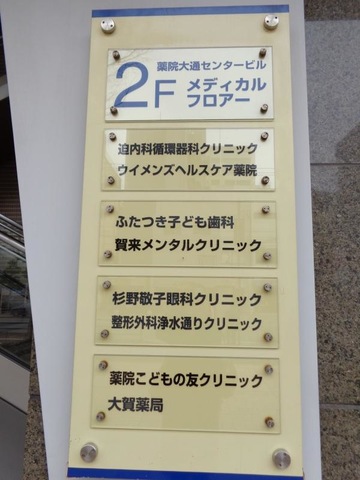 薬院大通センタービル
2F メディカル
フロアー
迫内科循環器科クリニック
ウイメンズヘルスケア薬院
ふたつき子ども歯科
賀来メンタルクリニック
杉野敬子眼科クリニック
整形外科浄水通りクリニック
薬院こどもの友クリニック
大賀薬局